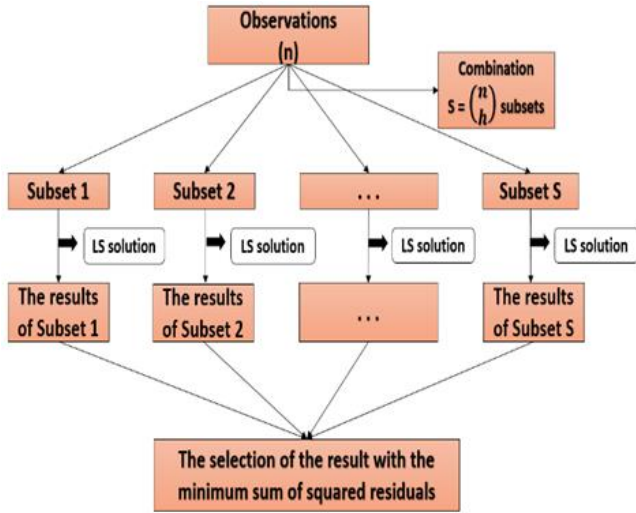 Observations
(n)
Combination
S = (n h) subsets
Subset 1
Subset 2
...
Subset S
LS solution
LS solution
LS solution
LS solution
The results
of Subset 1
The results
of Subset 2
...
The results
of Subset S
The selection of the result with the
minimum sum of squared residuals